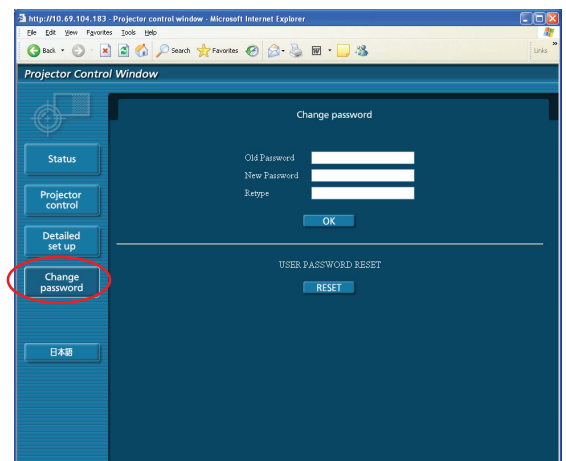 http://10.69.104.183 - Projector control window - Microsoft Internet Explorer
File Edit View Favorites Tools Help
Back Search Favorites Links
Projector Control Window
Change password
Status
Old Password
New Password
Projector
control
Retype
OK
Detailed
set up
USER PASSWORD RESET
Change
password
RESET
日本語